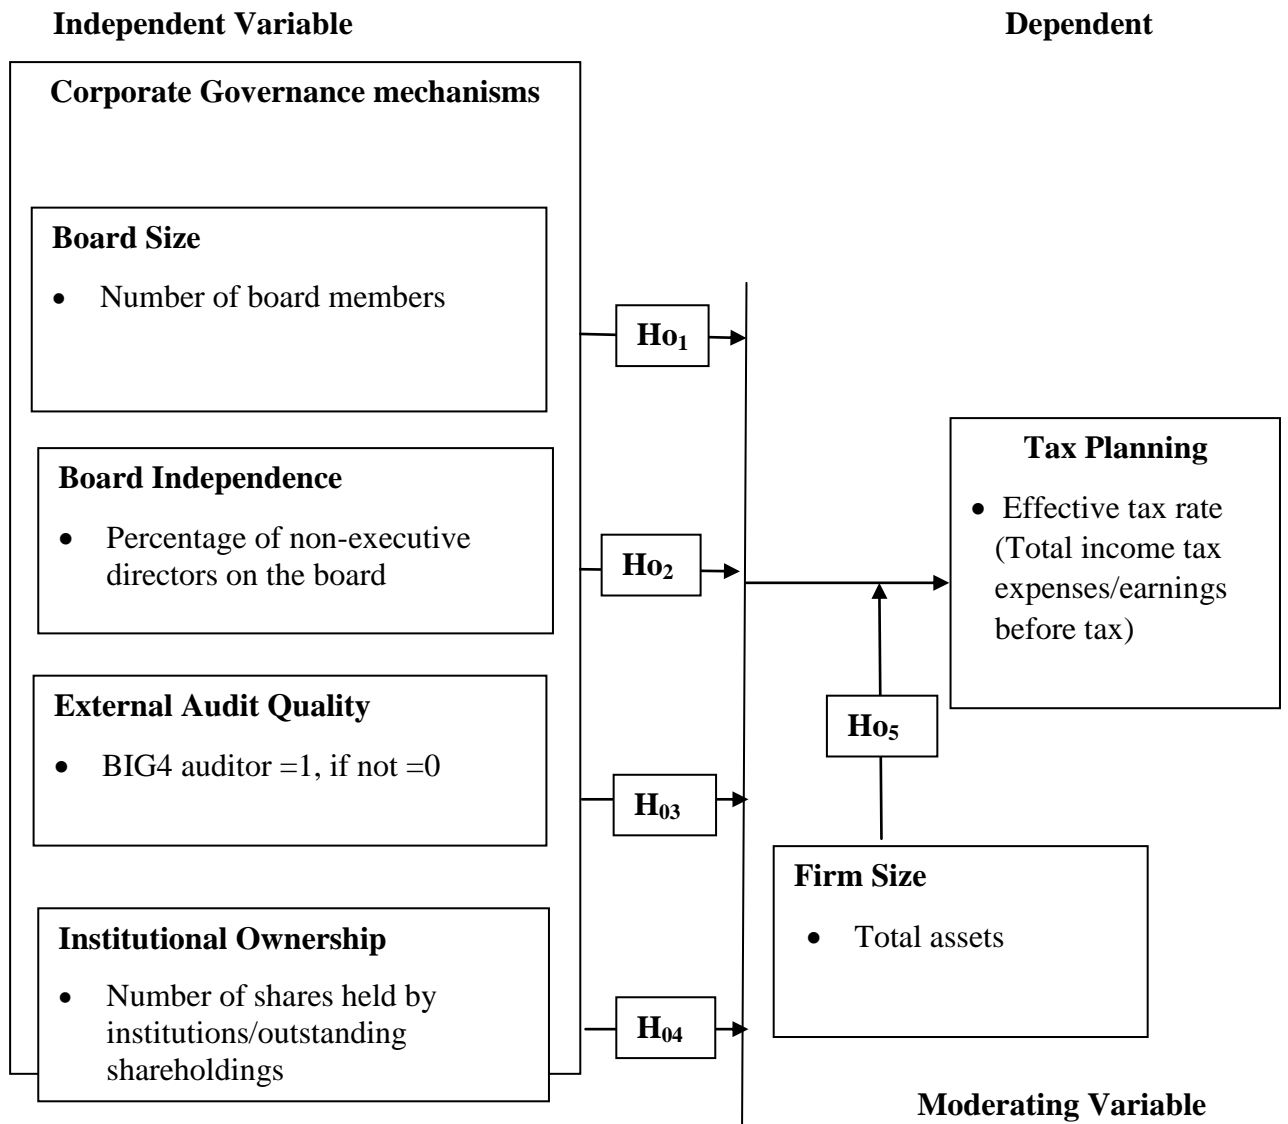 Independent Variable
Dependent
Corporate Governance mechanisms
Board Size
• Number of board members
Ho₁
Board Independence
• Percentage of non-executive
directors on the board
Ho₂
External Audit Quality
• BIG4 auditor =1, if not =0
H₀₃
Institutional Ownership
• Number of shares held by
institutions/outstanding
shareholdings
H₀₄
Tax Planning
• Effective tax rate
(Total income tax
expenses/earnings
before tax)
Ho₅
Firm Size
• Total assets
Moderating Variable